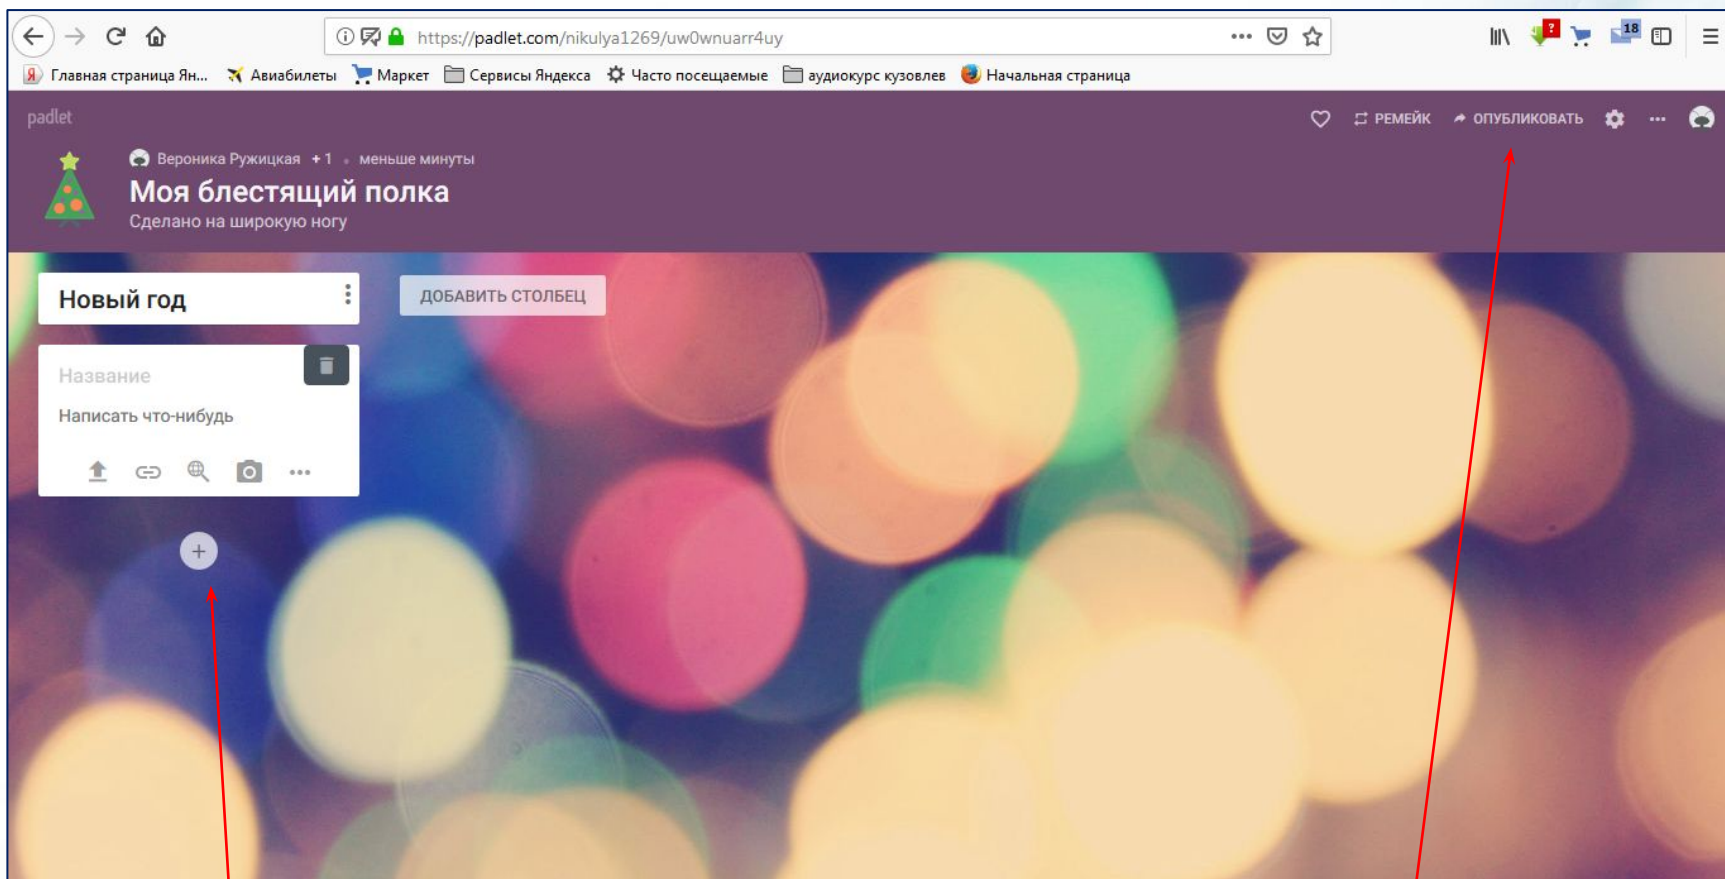 https://padlet.com/nikulya1269/uw0wnuarr4uy
? 18
Главная страница Ян... Авиабилеты Маркет Сервисы Яндекса Часто посещаемые аудиокурс кузовлев Начальная страница
padlet
РЕМЕЙК ОПУБЛИКОВАТЬ
Вероника Ружицкая +1 меньше минуты
Моя блестящий полка
Сделано на широкую ногу
Новый год
ДОБАВИТЬ СТОЛБЕЦ
Название
Написать что-нибудь